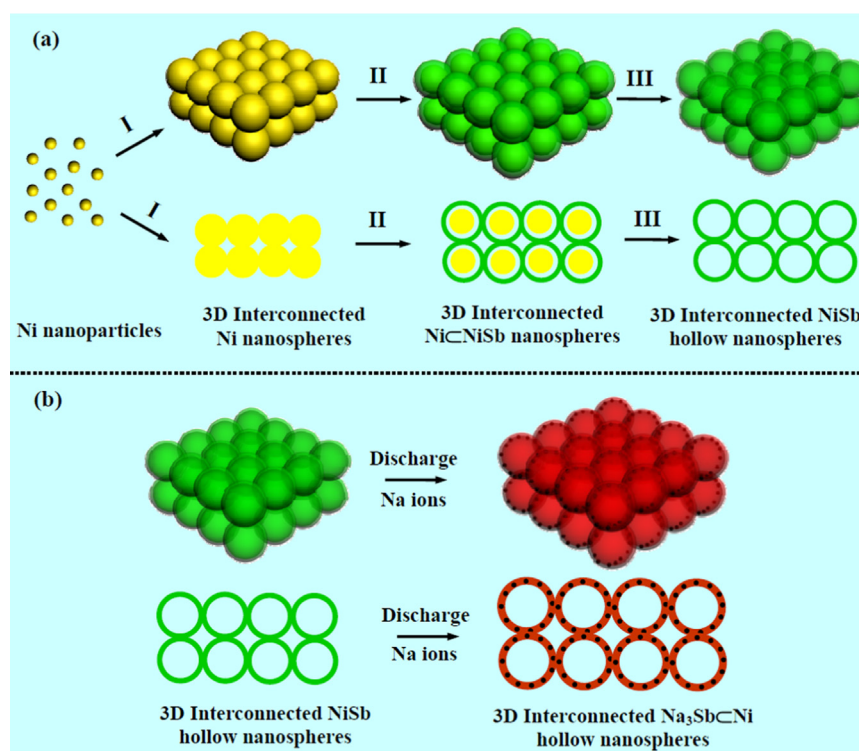 (a)
I
II
III
I
II
III
Ni nanoparticles
3D Interconnected
Ni nanospheres
3D Interconnected
Ni⊂NiSb nanospheres
3D Interconnected NiSb
hollow nanospheres
(b)
Discharge
Na ions
Discharge
Na ions
3D Interconnected NiSb
hollow nanospheres
3D Interconnected Na₃Sb⊂Ni
hollow nanospheres